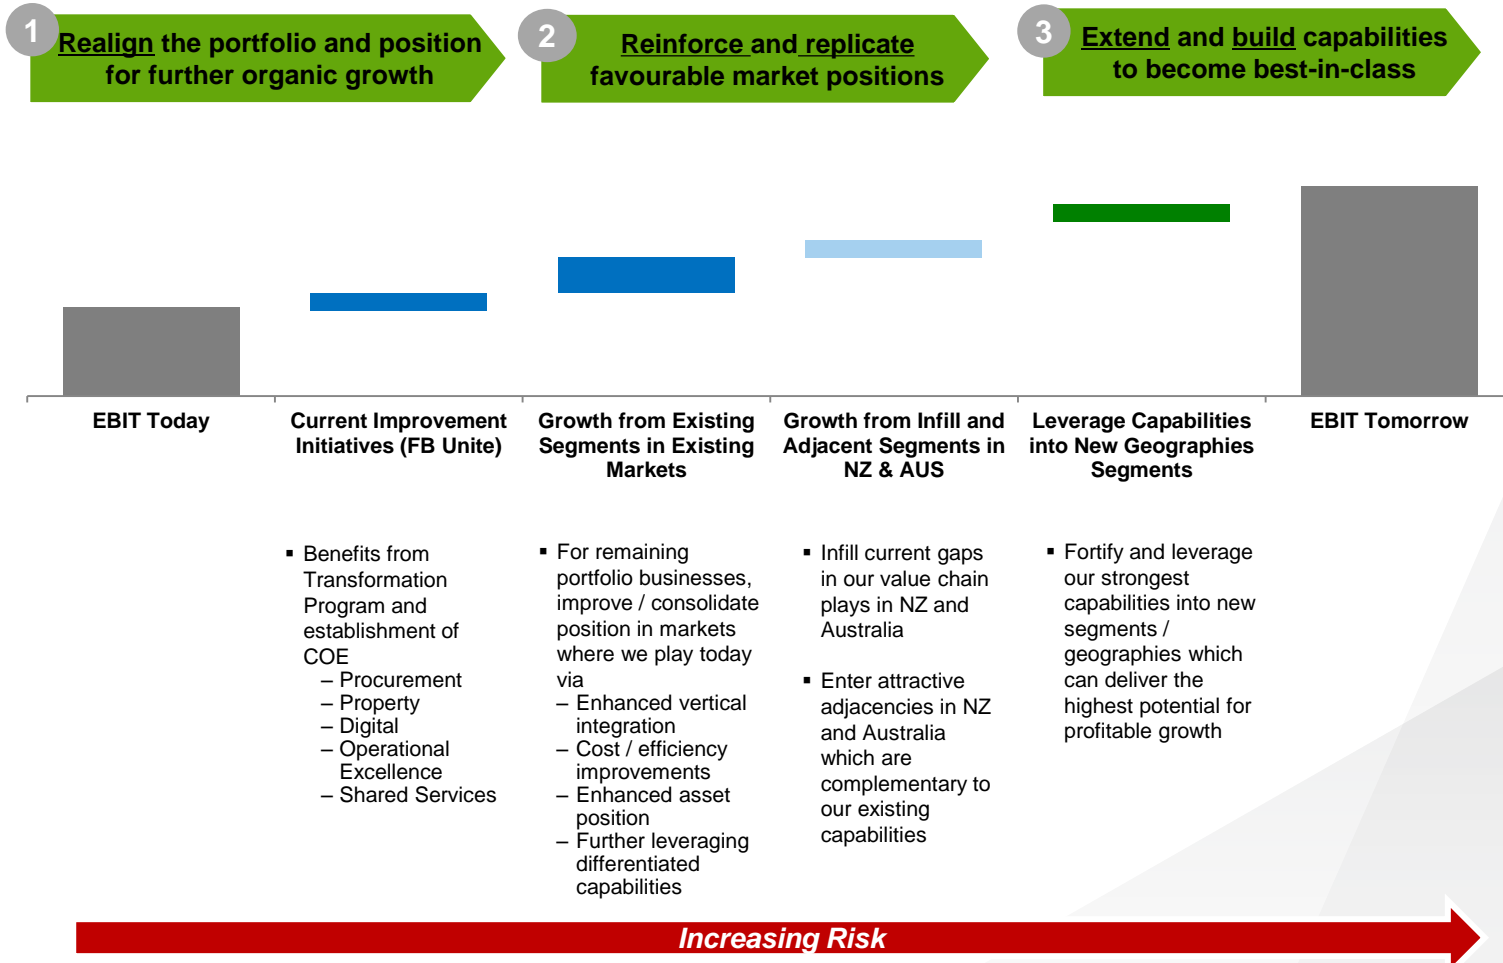 1
Realign the portfolio and position
for further organic growth
2
Reinforce and replicate
favourable market positions
3
Extend and build capabilities
to become best-in-class
EBIT Today
Current Improvement
Initiatives (FB Unite)
Growth from Existing
Segments in Existing
Markets
Growth from Infill and
Adjacent Segments in
NZ & AUS
Leverage Capabilities
into New Geographies
Segments
EBIT Tomorrow
▪ Benefits from
Transformation
Program and
establishment of
COE
– Procurement
– Property
– Digital
– Operational
Excellence
– Shared Services
▪ For remaining
portfolio businesses,
improve / consolidate
position in markets
where we play today
via
– Enhanced vertical
integration
– Cost / efficiency
improvements
– Enhanced asset
position
– Further leveraging
differentiated
capabilities
▪ Infill current gaps
in our value chain
plays in NZ and
Australia
▪ Enter attractive
adjacencies in NZ
and Australia
which are
complementary to
our existing
capabilities
▪ Fortify and leverage
our strongest
capabilities into new
segments /
geographies which
can deliver the
highest potential for
profitable growth
Increasing Risk